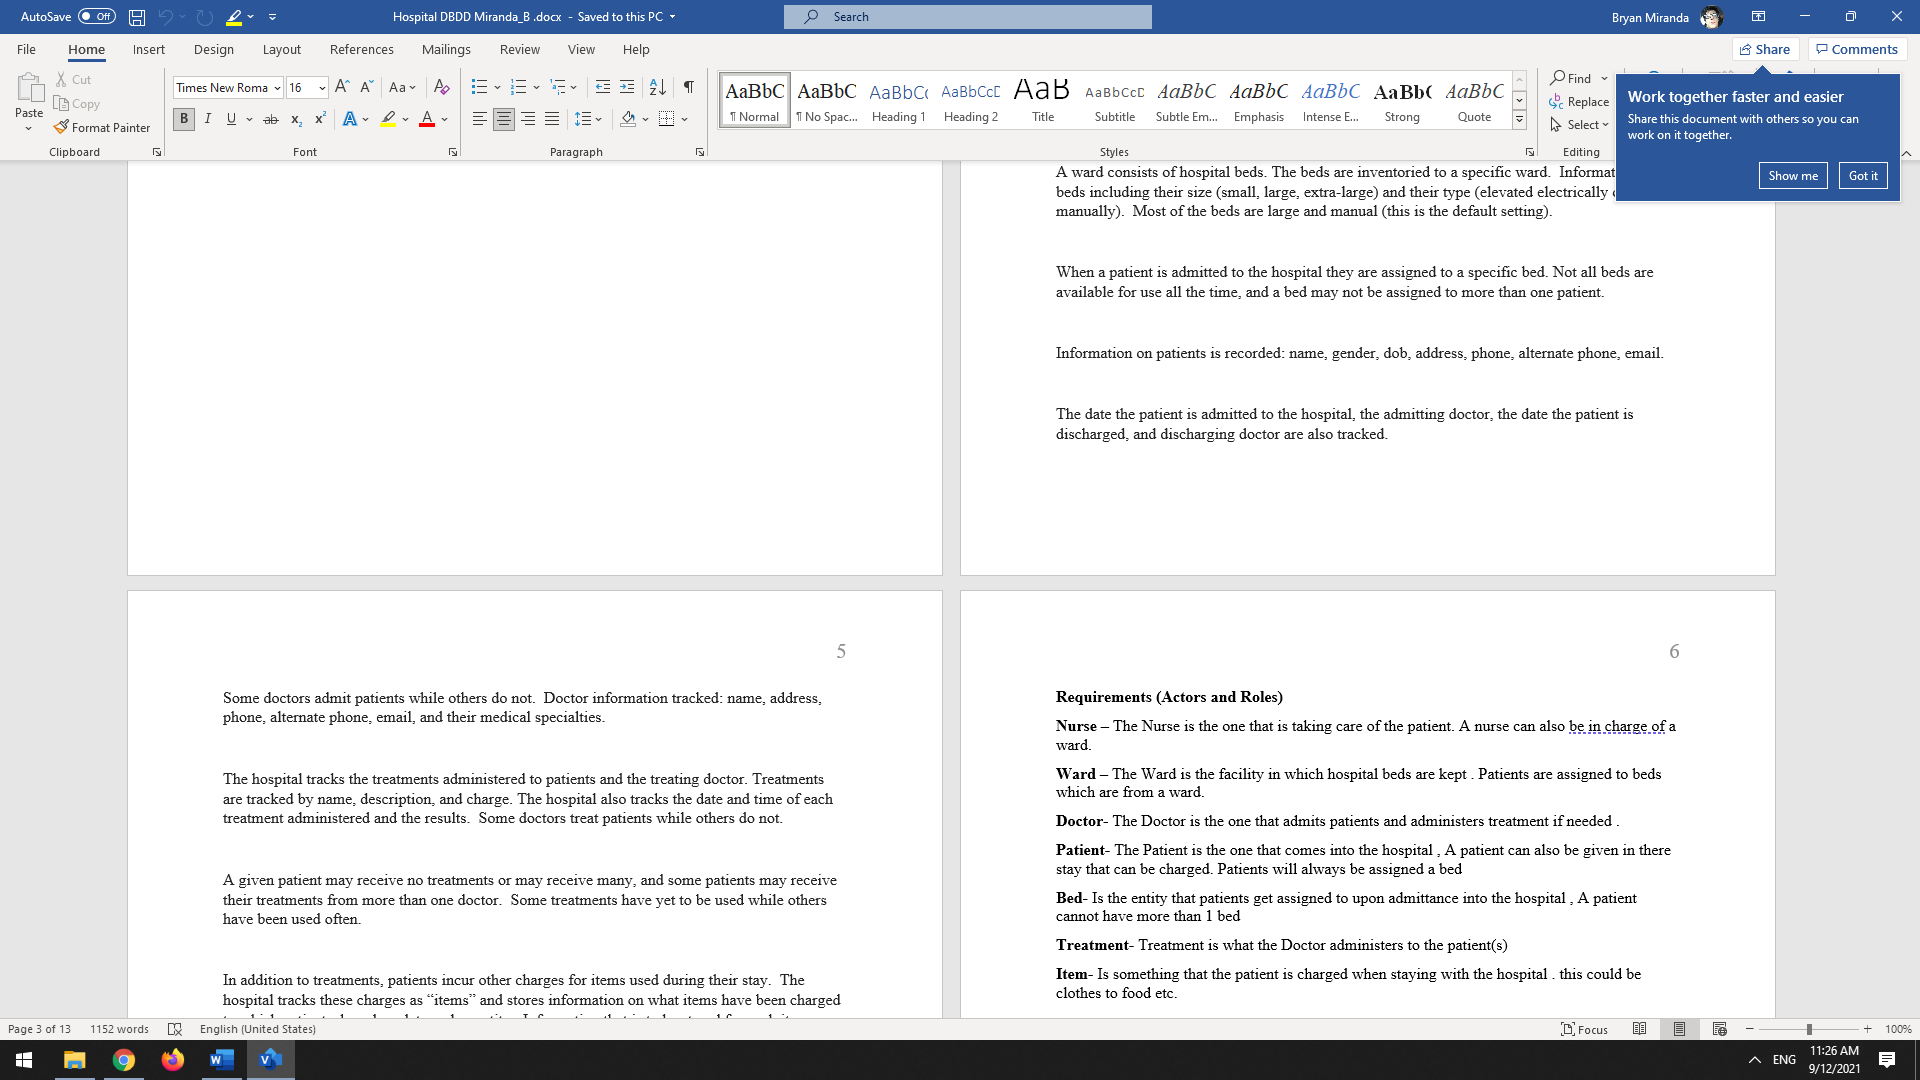 AutoSave Off Hospital DBDD Miranda_B .docx - Saved to this PC Search Bryan Miranda
File Home Insert Design Layout References Mailings Review View Help Share Comments
Paste Cut Copy Format Painter
Times New Roma 16
AaBbC AaBbC AaBbC AaBbCcD AaB AaBbCcD AaBbC AaBbC AaBbC AaBbC AaBbC
¶ Normal ¶ No Spac... Heading 1 Heading 2 Title Subtitle Subtle Em... Emphasis Intense E... Strong Quote
Find
Replace
Select
Clipboard Font Paragraph Styles Editing
Work together faster and easier
Share this document with others so you can
work on it together.
Show me Got it
A ward consists of hospital beds. The beds are inventoried to a specific ward.
beds including their size (small, large, extra-large) and their type (elevated electrically
manually). Most of the beds are large and manual (this is the default setting).
When a patient is admitted to the hospital they are assigned to a specific bed. Not all beds are
available for use all the time, and a bed may not be assigned to more than one patient.
Information on patients is recorded: name, gender, dob, address, phone, alternate phone, email.
The date the patient is admitted to the hospital, the admitting doctor, the date the patient is
discharged, and discharging doctor are also tracked.
5
Some doctors admit patients while others do not. Doctor information tracked: name, address,
phone, alternate phone, email, and their medical specialties.
The hospital tracks the treatments administered to patients and the treating doctor. Treatments
are tracked by name, description, and charge. The hospital also tracks the date and time of each
treatment administered and the results. Some doctors treat patients while others do not.
A given patient may receive no treatments or may receive many, and some patients may receive
their treatments from more than one doctor. Some treatments have yet to be used while others
have been used often.
In addition to treatments, patients incur other charges for items used during their stay. The
hospital tracks these charges as “items” and stores information on what items have been charged
6
Requirements (Actors and Roles)
Nurse – The Nurse is the one that is taking care of the patient. A nurse can also be in charge of a
ward.
Ward – The Ward is the facility in which hospital beds are kept . Patients are assigned to beds
which are from a ward.
Doctor- The Doctor is the one that admits patients and administers treatment if needed .
Patient- The Patient is the one that comes into the hospital , A patient can also be given in there
stay that can be charged. Patients will always be assigned a bed
Bed- Is the entity that patients get assigned to upon admittance into the hospital , A patient
cannot have more than 1 bed
Treatment- Treatment is what the Doctor administers to the patient(s)
Item- Is something that the patient is charged when staying with the hospital . this could be
clothes to food etc.
Page 3 of 13 1152 words English (United States) Focus 100%
ENG 11:26 AM
9/12/2021